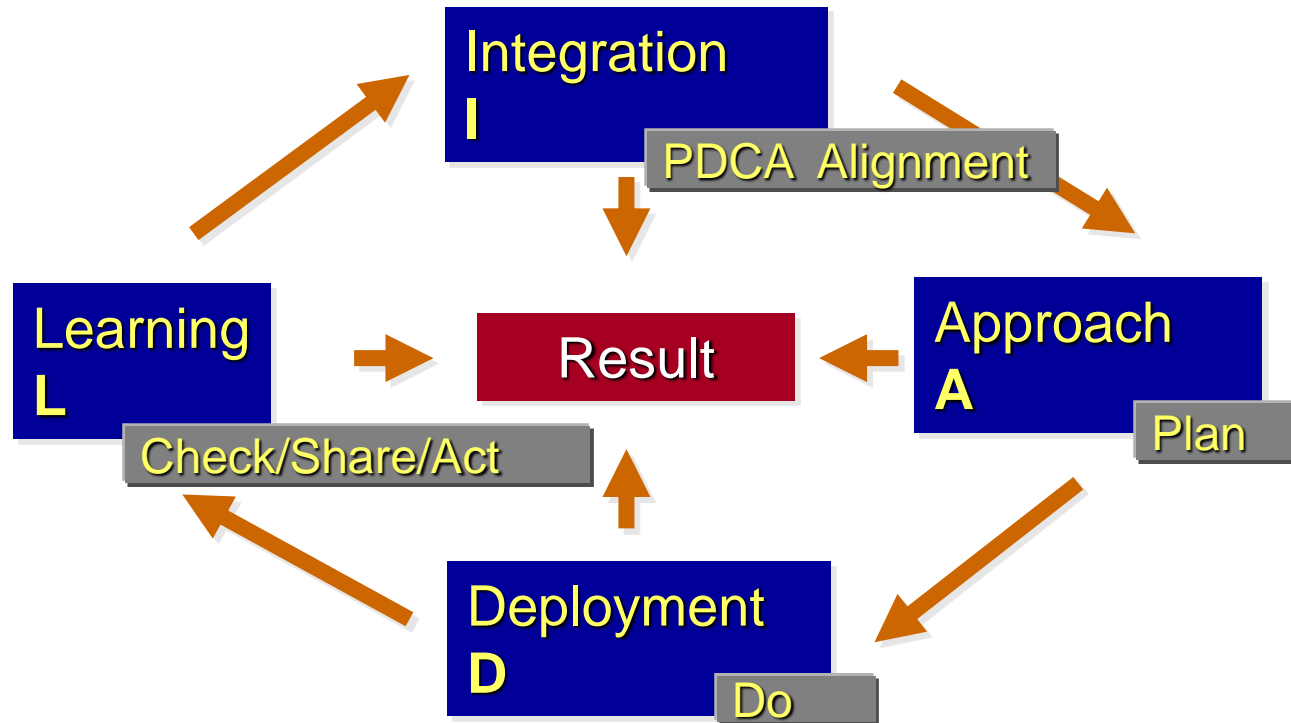 Integration
I
PDCA Alignment
Learning
L
Check/Share/Act
Result
Approach
A
Plan
Deployment
D
Do